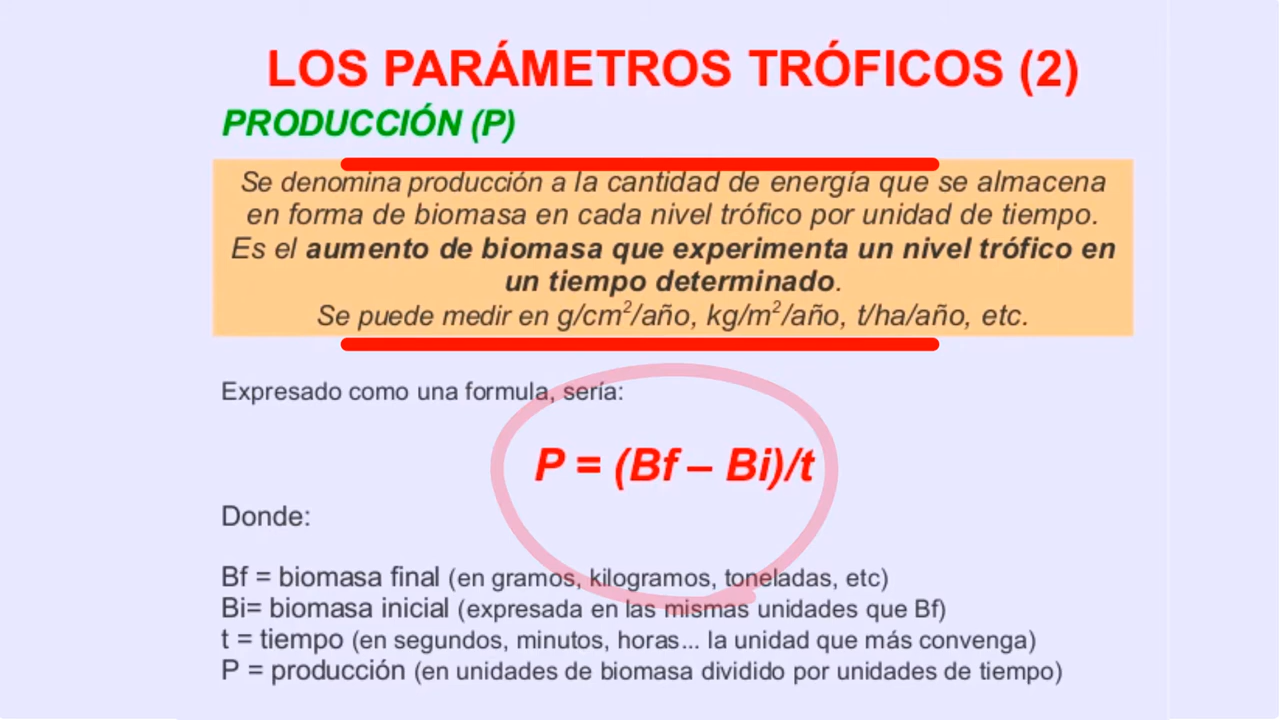 LOS PARÁMETROS TRÓFICOS (2)
PRODUCCIÓN (P)
Se denomina producción a la cantidad de energía que se almacena
en forma de biomasa en cada nivel trófico por unidad de tiempo.
Es el aumento de biomasa que experimenta un nivel trófico en
un tiempo determinado.
Se puede medir en g/cm²/año, kg/m²/año, t/ha/año, etc.
Expresado como una formula, sería:
P = (Bf – Bi)/t
Donde:
Bf = biomasa final (en gramos, kilogramos, toneladas, etc)
Bi= biomasa inicial (expresada en las mismas unidades que Bf)
t = tiempo (en segundos, minutos, horas... la unidad que más convenga)
P = producción (en unidades de biomasa dividido por unidades de tiempo)